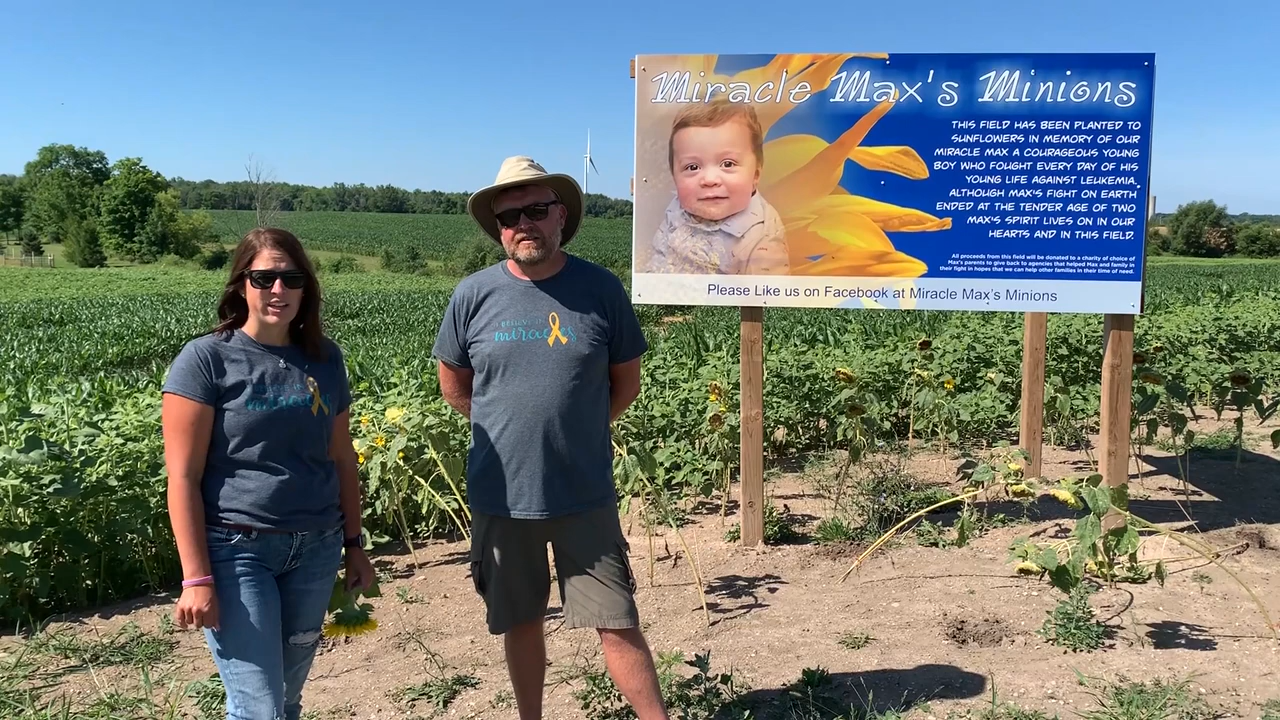 Miracle Max's Minions
THIS FIELD HAS BEEN PLANTED TO
SUNFLOWERS IN MEMORY OF OUR
MIRACLE MAX A COURAGEOUS YOUNG
BOY WHO FOUGHT EVERY DAY OF HIS
YOUNG LIFE AGAINST LEUKEMIA,
ALTHOUGH MAX'S FIGHT ON EARTH
ENDED AT THE TENDER AGE OF TWO
MAX'S SPIRIT LIVES ON IN OUR
HEARTS AND IN THIS FIELD.
All proceeds from this field will be donated to a charity of choice of
Max's parents to give back to agencies that helped Max and family in
their fight in hopes that we can help other families in their time of need.
Please Like us on Facebook at Miracle Max's Minions
I BELIEVE IN
miracles
miracles